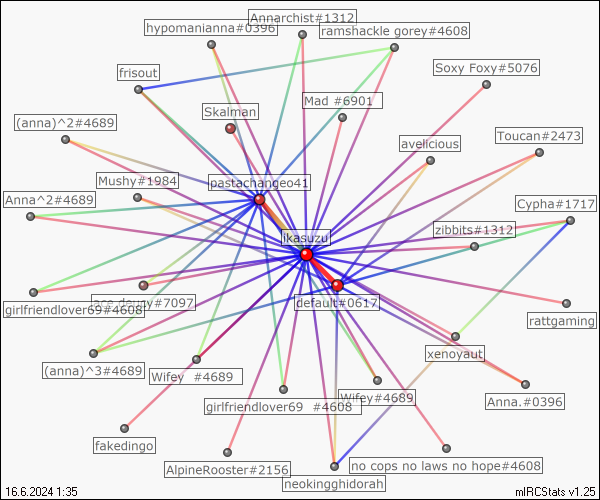 Annarchist#1312
hypomanianna#0396
ramshackle gorey#4608
frisout
Soxy Foxy#5076
Skalman
Mad #6901
(anna)^2#4689
avelicious
Toucan#2473
Mushy#1984
pastachangeo41
Anna^2#4689
Cypha#1717
zibbits#1312
ikasuzu
default#0617
#7097
girlfriendlover69#4608
rattgaming
xenoyaut
(anna)^3#4689
Wifey #4689
Wifey#4689
Anna.#0396
girlfriendlover69 #4608
fakedingo
no cops no laws no hope#4608
AlpineRooster#2156
neokingghidorah
16.6.2024 1:35
mIRCStats v1.25